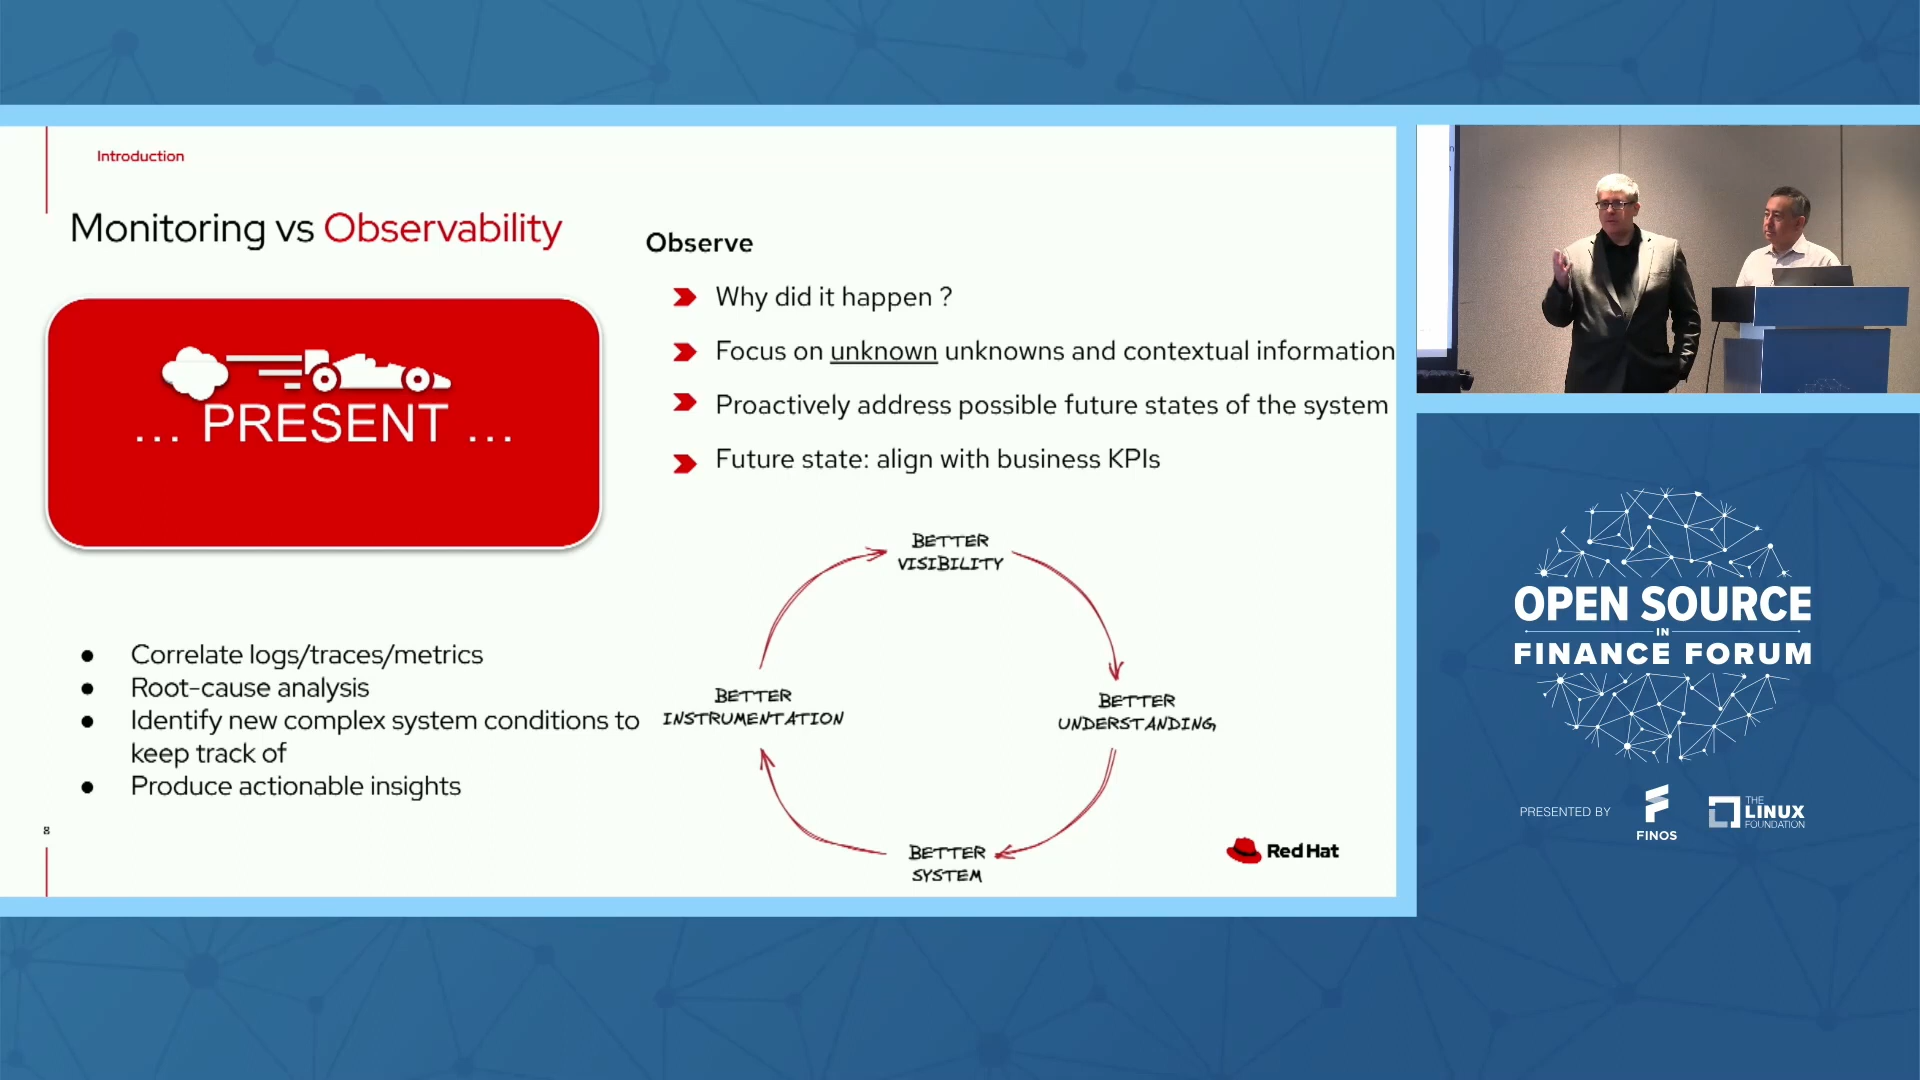 Introduction
Monitoring vs Observability
... PRESENT ...
Correlate logs/traces/metrics
Root-cause analysis
Identify new complex system conditions to
keep track of
Produce actionable insights
8
Observe
Why did it happen ?
Focus on unknown unknowns and contextual information
Proactively address possible future states of the system
Future state: align with business KPIs
BETTER
VISIBILITY
BETTER
UNDERSTANDING,
BETTER
SYSTEM
BETTER
INSTRUMENTATION
Red Hat
OPEN SOURCE
IN
FINANCE FORUM
PRESENTED BY
FINOS
THE
LINUX
FOUNDATION